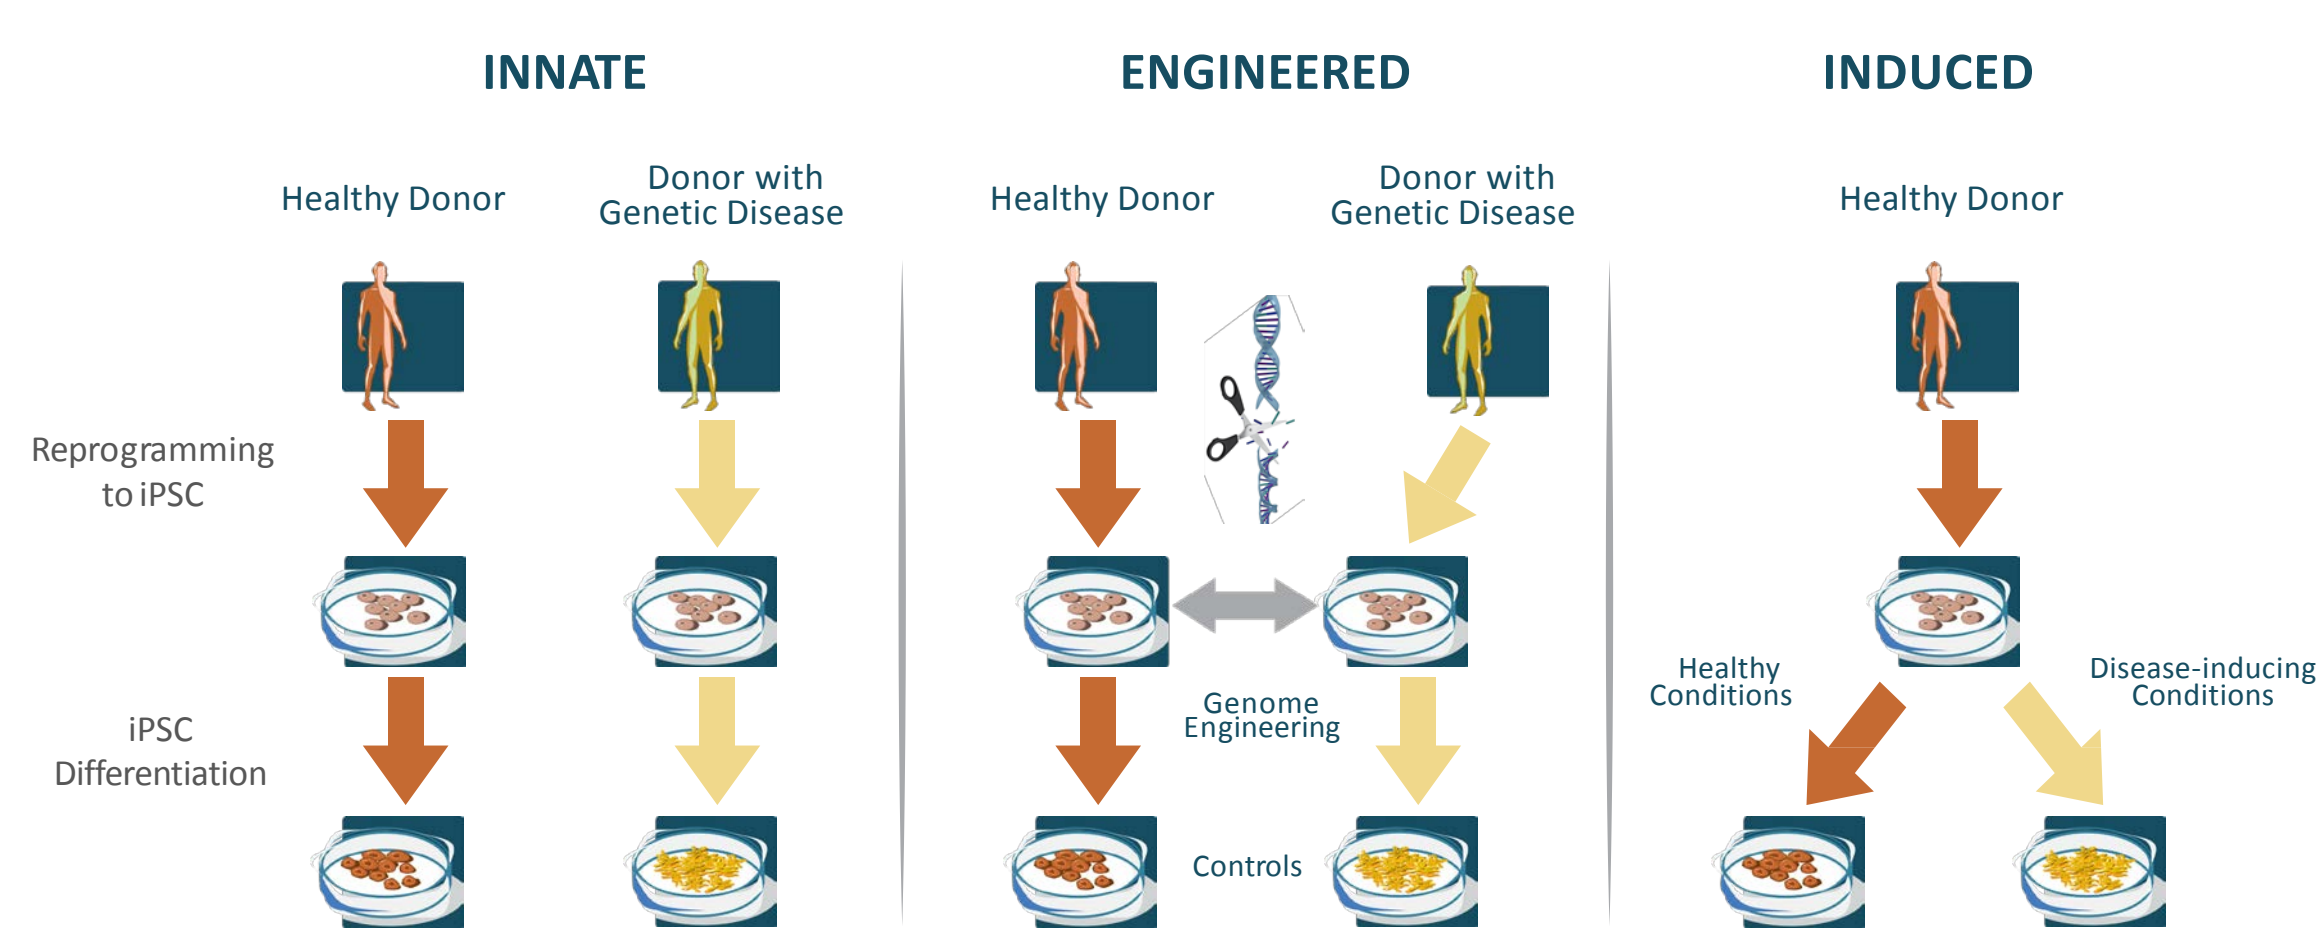 INNATE
ENGINEERED
INDUCED
Healthy Donor
Donor with
Genetic Disease
Healthy Donor
Donor with
Genetic Disease
Healthy Donor
Reprogramming
to iPSC
Healthy
Conditions
Disease-inducing
Conditions
Genome
Engineering
iPSC
Differentiation
Controls